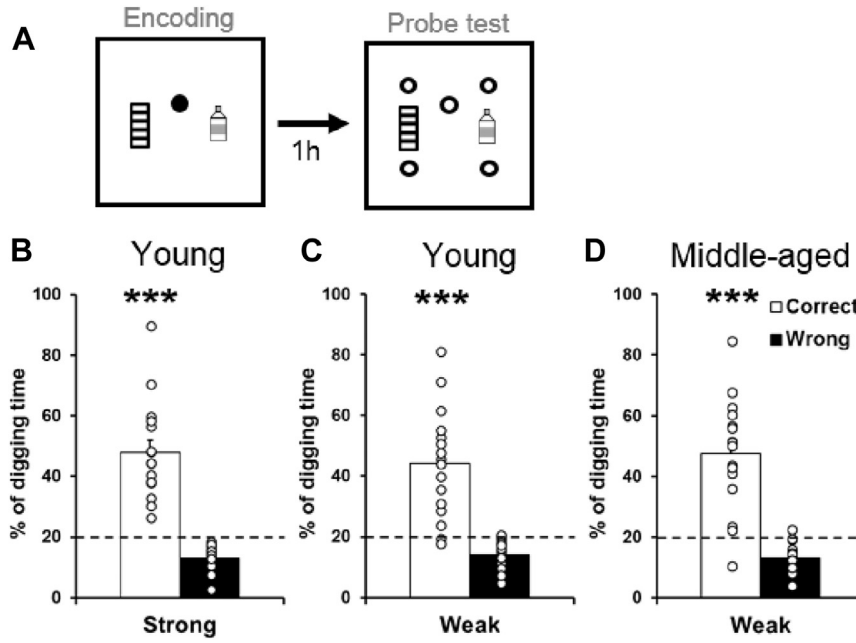 A
Encoding
Probe test
1h
B
Young
***
% of digging time
100
80
60
40
20
0
Strong
C
Young
***
% of digging time
100
80
60
40
20
0
Weak
D
Middle-aged
***
Correct
Wrong
% of digging time
100
80
60
40
20
0
Weak